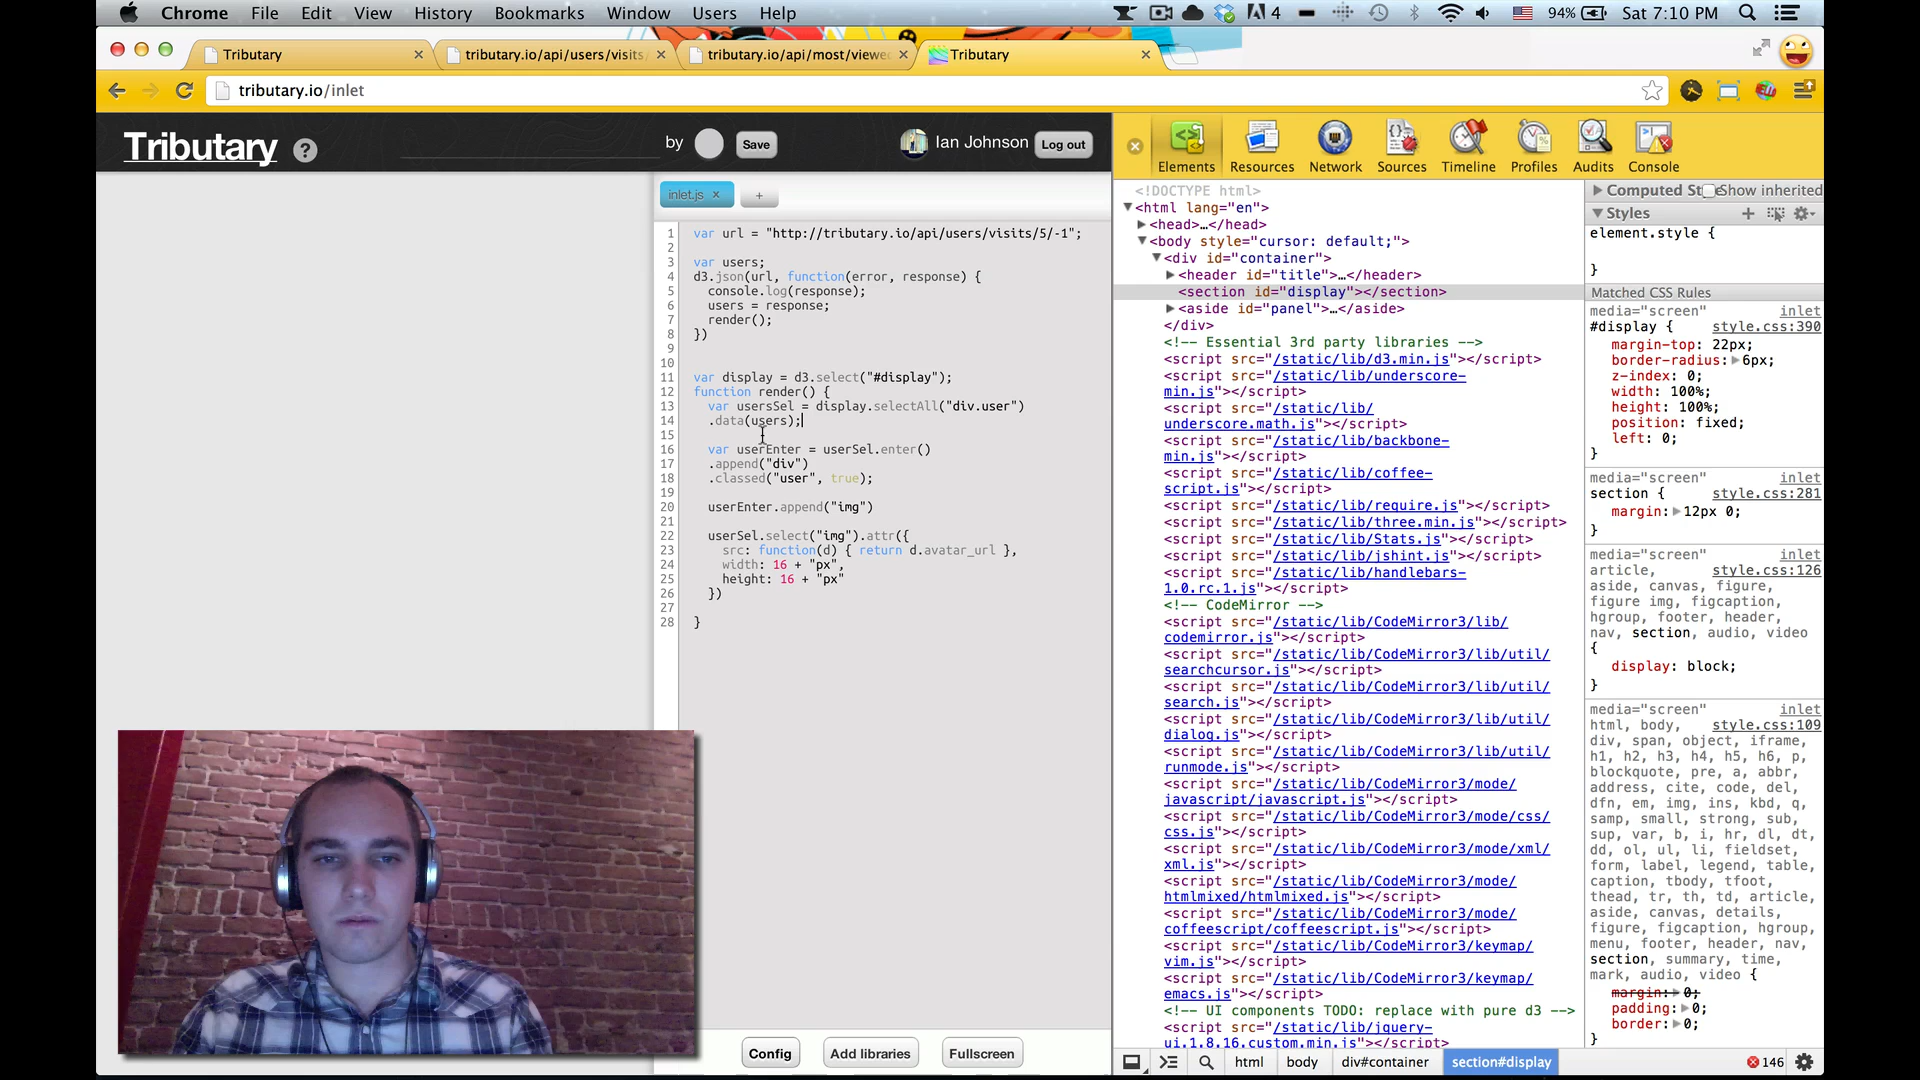 Chrome File Edit View History Bookmarks Window Users Help 4 94% Sat 7:10 PM
Tributary × tributary.io/api/users/visits/ × tributary.io/api/most/viewed × Tributary ×
tributary.io/inlet
Tributary ? by Save Ian Johnson Log out
inlet.js × +
1 var url = "http://tributary.io/api/users/visits/5/-1";
2
3 var users;
4 d3.json(url, function(error, response) {
5 console.log(response);
6 users = response;
7 render();
8 })
9
10
11 var display = d3.select("#display");
12 function render() {
13 var usersSel = display.selectAll("div.user")
14 .data(users);
15
16 var userEnter = userSel.enter()
17 .append("div")
18 .classed("user", true);
19
20 userEnter.append("img")
21
22 userSel.select("img").attr({
23 src: function(d) { return d.avatar_url },
24 width: 16 + "px",
25 height: 16 + "px"
26 })
27
28 }
Config Add libraries Fullscreen
Elements Resources Network Sources Timeline Profiles Audits Console
<!DOCTYPE html>
<html lang="en">
<head>…</head>
<body style="cursor: default;">
<div id="container">
<header id="title">…</header>
<section id="display"></section>
<aside id="panel">…</aside>
</div>
<!-- Essential 3rd party libraries -->
<script src="/static/lib/d3.min.js"></script>
<script src="/static/lib/underscore-
min.js"></script>
<script src="/static/lib/
underscore.math.js"></script>
<script src="/static/lib/backbone-
min.js"></script>
<script src="/static/lib/coffee-
script.js"></script>
<script src="/static/lib/require.js"></script>
<script src="/static/lib/three.min.js"></script>
<script src="/static/lib/Stats.js"></script>
<script src="/static/lib/jshint.js"></script>
<script src="/static/lib/handlebars-
1.0.rc.1.js"></script>
<!-- CodeMirror -->
<script src="/static/lib/CodeMirror3/lib/
codemirror.js"></script>
<script src="/static/lib/CodeMirror3/lib/util/
searchcursor.js"></script>
<script src="/static/lib/CodeMirror3/lib/util/
search.js"></script>
<script src="/static/lib/CodeMirror3/lib/util/
dialog.js"></script>
<script src="/static/lib/CodeMirror3/lib/util/
runmode.js"></script>
<script src="/static/lib/CodeMirror3/mode/
javascript/javascript.js"></script>
<script src="/static/lib/CodeMirror3/mode/css/
css.js"></script>
<script src="/static/lib/CodeMirror3/mode/xml/
xml.js"></script>
<script src="/static/lib/CodeMirror3/mode/
htmlmixed/htmlmixed.js"></script>
<script src="/static/lib/CodeMirror3/mode/
coffeescript/coffeescript.js"></script>
<script src="/static/lib/CodeMirror3/keymap/
vim.js"></script>
<script src="/static/lib/CodeMirror3/keymap/
emacs.js"></script>
<!-- UI components TODO: replace with pure d3 -->
<script src="/static/lib/jquery-
ui.1.8.16.custom.min.js"></script>
html body div#container section#display 146
Computed Show inherited
Styles
element.style {
}
Matched CSS Rules
media="screen" inlet
#display { style.css:390
margin-top: 22px;
border-radius: 6px;
z-index: 0;
width: 100%;
height: 100%;
position: fixed;
left: 0;
}
media="screen" inlet
section { style.css:281
margin: 12px 0;
}
media="screen" inlet
article, style.css:126
aside, canvas, figure,
figure img, figcaption,
hgroup, footer, header,
nav, section, audio, video
{
display: block;
}
media="screen" inlet
html, body, style.css:109
div, span, object, iframe,
h1, h2, h3, h4, h5, h6, p,
blockquote, pre, a, abbr,
address, cite, code, del,
dfn, em, img, ins, kbd, q,
samp, small, strong, sub,
sup, var, b, i, hr, dl, dt,
dd, ol, ul, li, fieldset,
form, label, legend, table,
caption, tbody, tfoot,
thead, tr, th, td, article,
aside, canvas, details,
figure, figcaption, hgroup,
menu, footer, header, nav,
section, summary, time,
mark, audio, video {
margin: 0;
padding: 0;
border: 0;
}